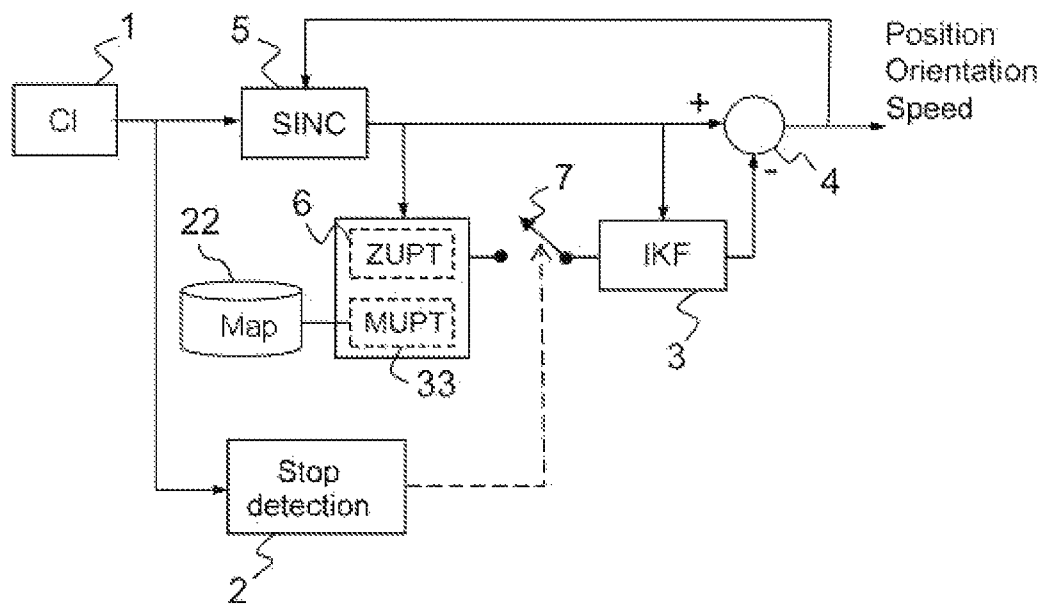 1
5
Position
Orientation
Speed
CI
SINC
+
-
4
6
7
22
ZUPT
IKF
Map
MUPT
33
3
Stop
detection
2